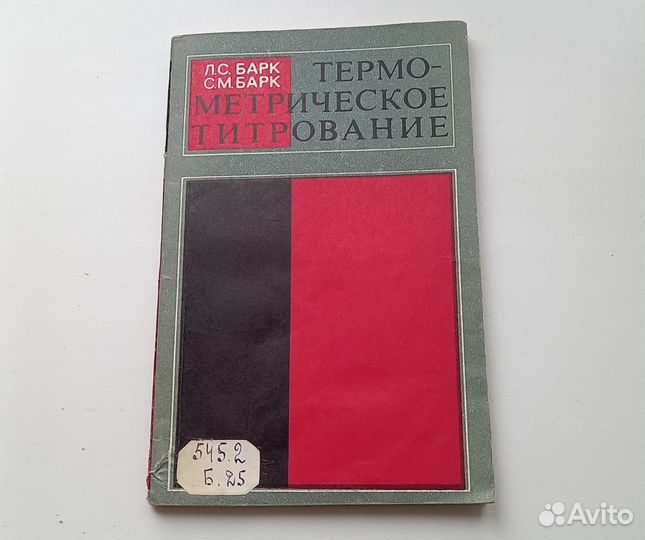 Л.С. БАРК
С.М. БАРК
ТЕРМО-
МЕТРИЧЕСКОЕ
ТИТРОВАНИЕ
545.2
Б. 25
Avito